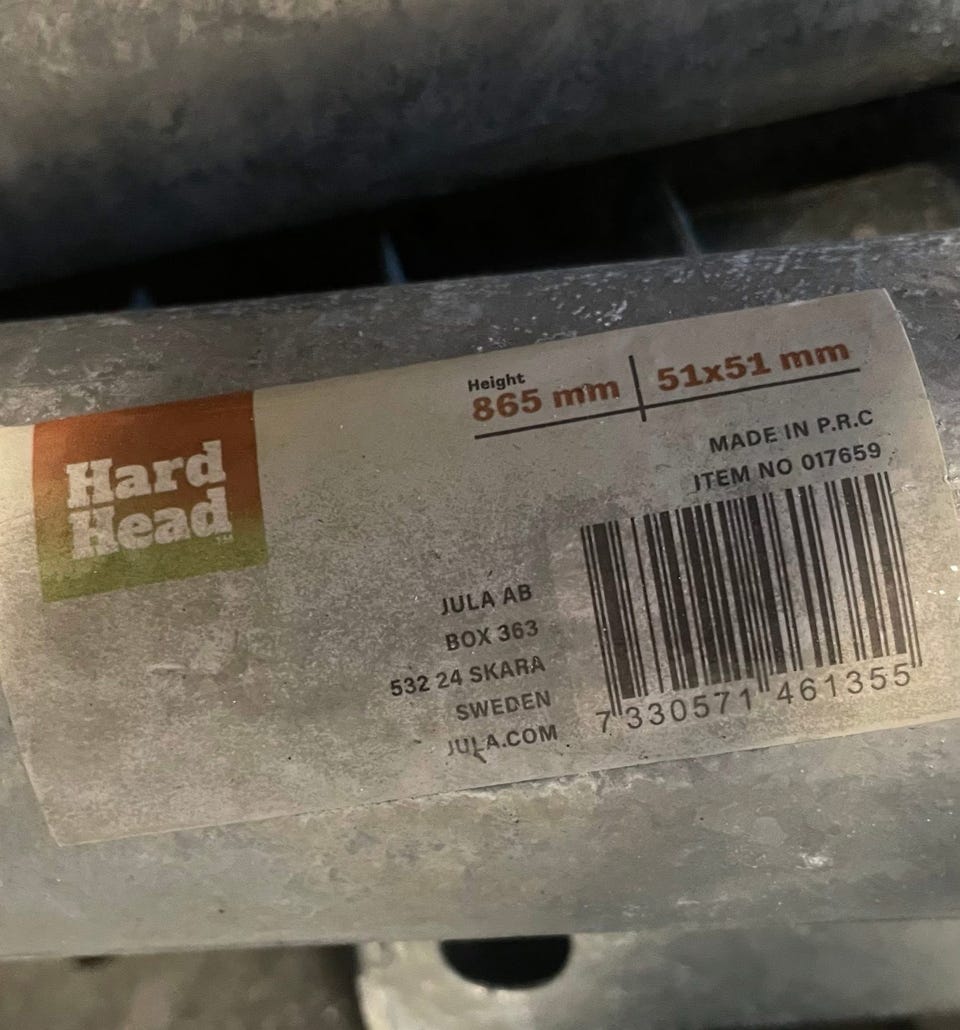 Hard
Head
™
Height
865 mm
51x51 mm
MADE IN P.R.C
ITEM NO 017659
JULA AB
BOX 363
532 24 SKARA
SWEDEN
JULA.COM
7 330571 461355